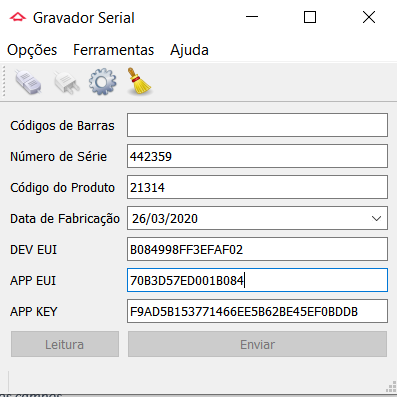 Gravador Serial
Opções Ferramentas Ajuda
Códigos de Barras
Número de Série 442359
Código do Produto 21314
Data de Fabricação 26/03/2020
DEV EUI B084998FF3EFAF02
APP EUI 70B3D57ED001B084
APP KEY F9AD5B153771466EE5B62BE45EF0BDDB
Leitura Enviar